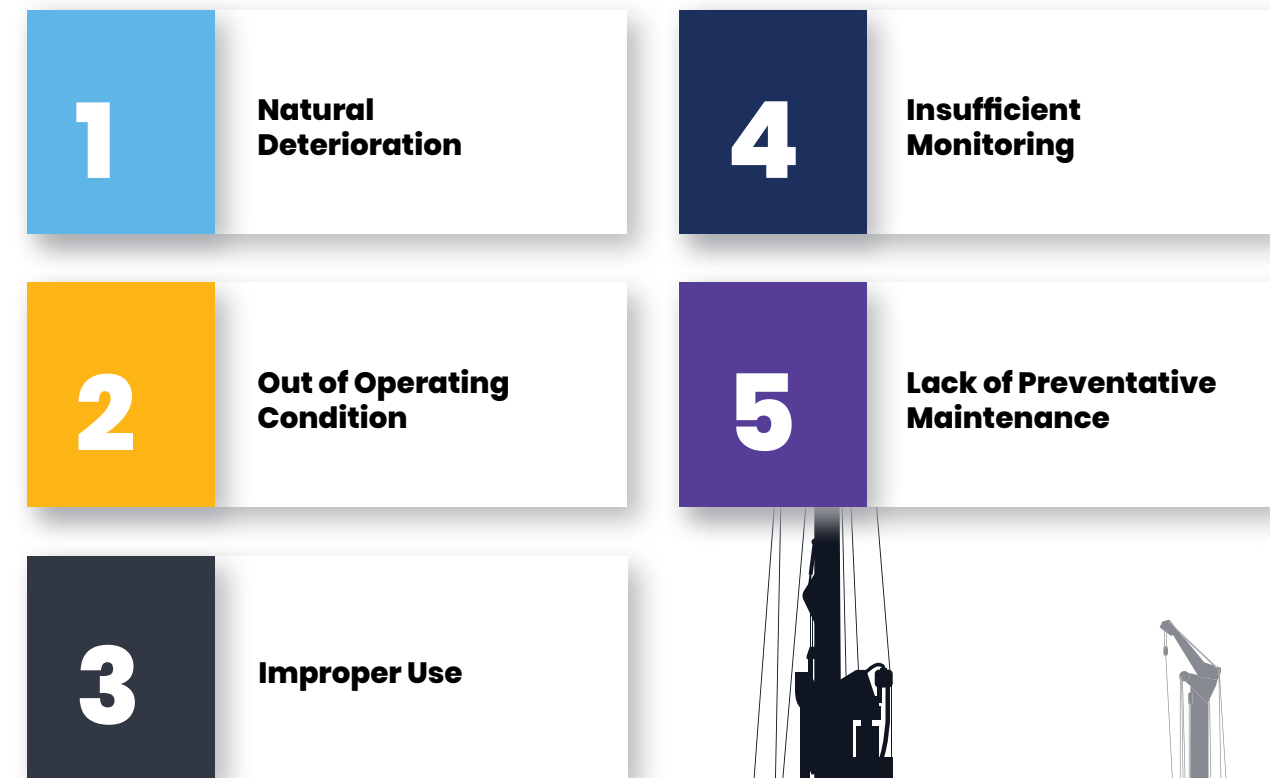 1
Natural
Deterioration
2
Out of Operating
Condition
3
Improper Use
4
Insufficient
Monitoring
5
Lack of Preventative
Maintenance